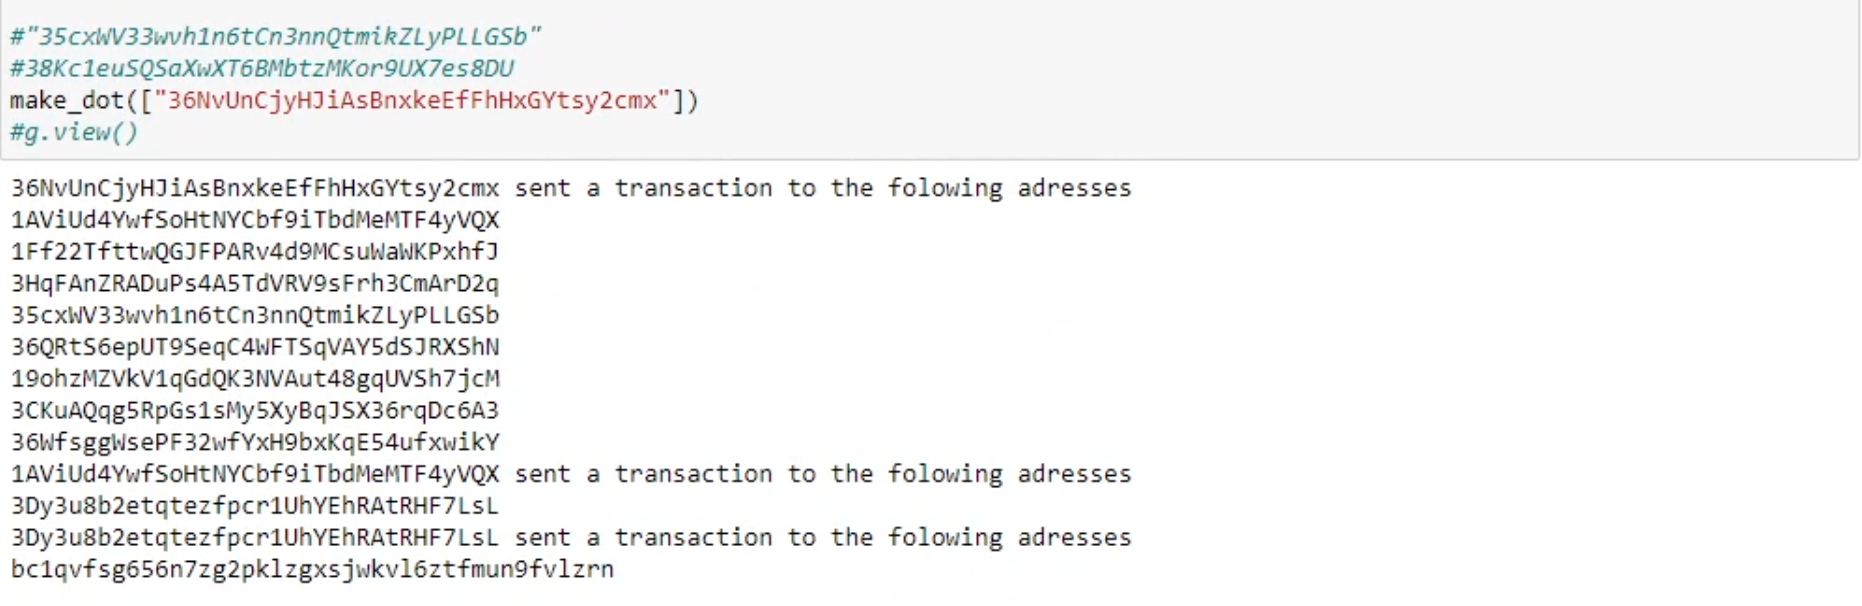 #"35cxWV33wvh1n6tCn3nnQtmikZLyPLLGSb"
#38Kc1euSQSaXwXT6BMbtzMKor9UX7es8DU
make_dot(["36NvUnCjyHJiAsBnxkeEfFhHxGYtsy2cmx"])
#g.view()
36NvUnCjyHJiAsBnxkeEfFhHxGYtsy2cmx sent a transaction to the folowing adresses
1AViUd4YwfSoHtNYCbf9iTbdMeMTF4yVQX
1Ff22TfttwQGJFPARv4d9MCsuWaWKPxhfJ
3HqFAnZRADuPs4A5TdVRV9sFrh3CmArD2q
35cxWV33wvh1n6tCn3nnQtmikZLyPLLGSb
36QRtS6epUT9SeqC4WFTSqVAY5dSJRXShN
19ohzMZVkV1qGdQK3NVAut48gqUVSh7jcM
3CKuAQqg5RpGs1sMy5XyBqJSX36rqDc6A3
36WfsggWsePF32wfYxH9bxKqE54ufxwikY
1AViUd4YwfSoHtNYCbf9iTbdMeMTF4yVQX sent a transaction to the folowing adresses
3Dy3u8b2etqtezfpcr1UhYEhRAtRHF7LsL
3Dy3u8b2etqtezfpcr1UhYEhRAtRHF7LsL sent a transaction to the folowing adresses
bc1qvfsg656n7zg2pklzgxsjwkvl6ztfmun9fvlzrn